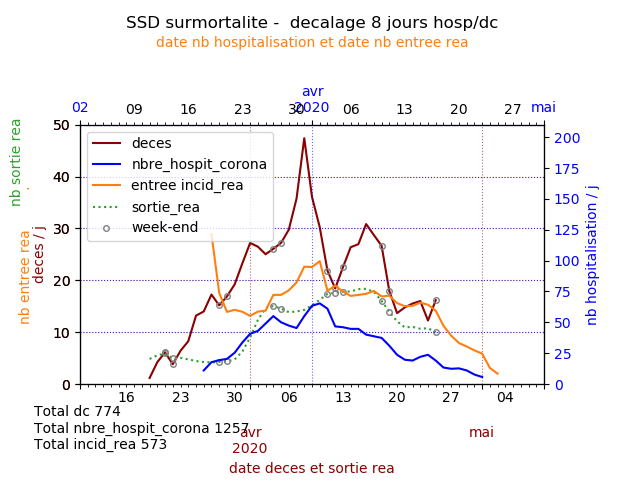 SSD surmortalite -  decalage 8 jours hosp/dc
date nb hospitalisation et date nb entree rea
avr
02 09 16 23 30 2020 06 13 20 27 mai
50
40
30
20
10
0
200
175
150
125
100
75
50
25
0
nb sortie rea
.
nb entree rea
deces / j
nb hospitalisation / j
deces
nbre_hospit_corona
entree incid_rea
sortie_rea
week-end
16 23 30 06 13 20 27 04
Total dc 774
Total nbre_hospit_corona 1257
Total incid_rea 573
avr mai
2020
date deces et sortie rea